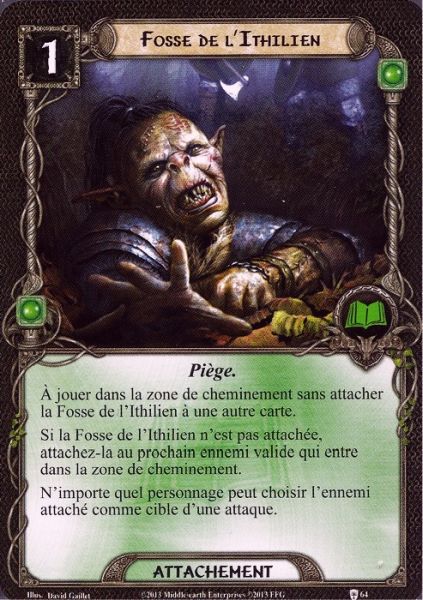 FOSSE DE L'ITHILIEN
1
Piège.
À jouer dans la zone de cheminement sans attacher
la Fosse de l'Ithilien à une autre carte.
Si la Fosse de l'Ithilien n'est pas attachée,
attachez-la au prochain ennemi valide qui entre
dans la zone de cheminement.
N'importe quel personnage peut choisir l'ennemi
attaché comme cible d'une attaque.
ATTACHEMENT
Illus. David Gaillet ©2013 Middle-earth Enterprises ©2013 FFG 64